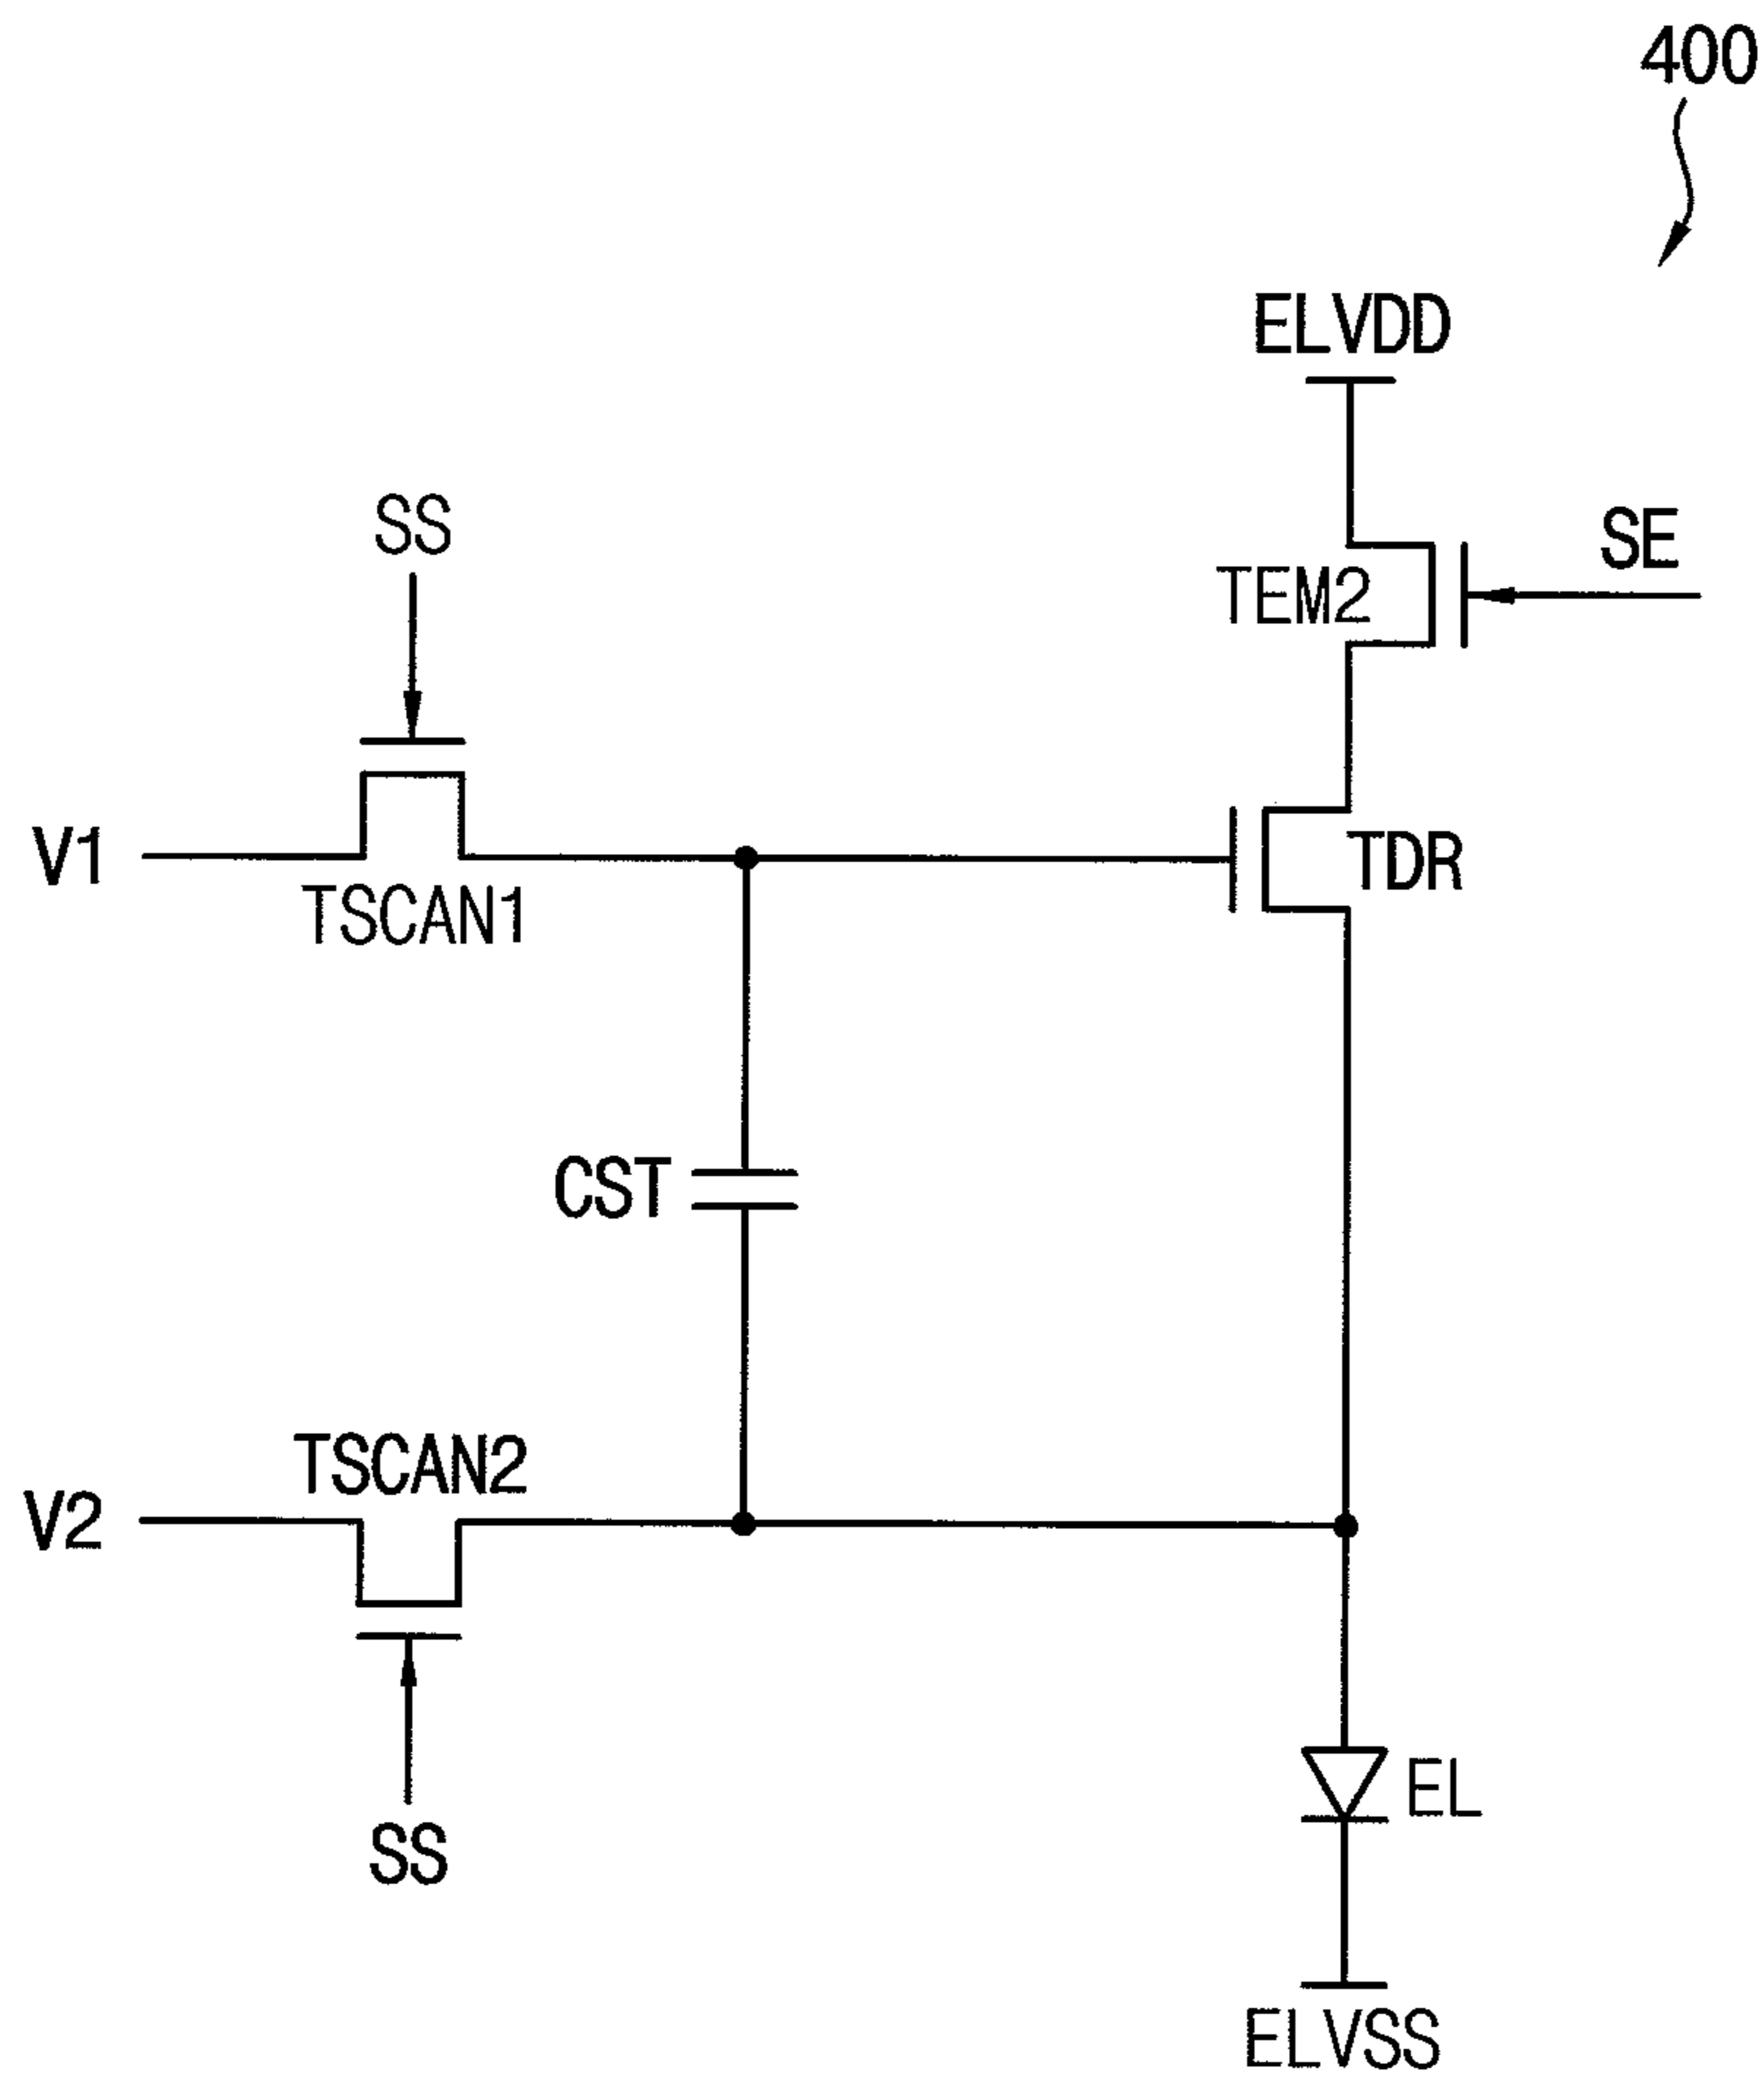 400
ELVDD
SS
SE
TEM2
V1
TDR
TSCAN1
CST
TSCAN2
V2
EL
SS
ELVSS